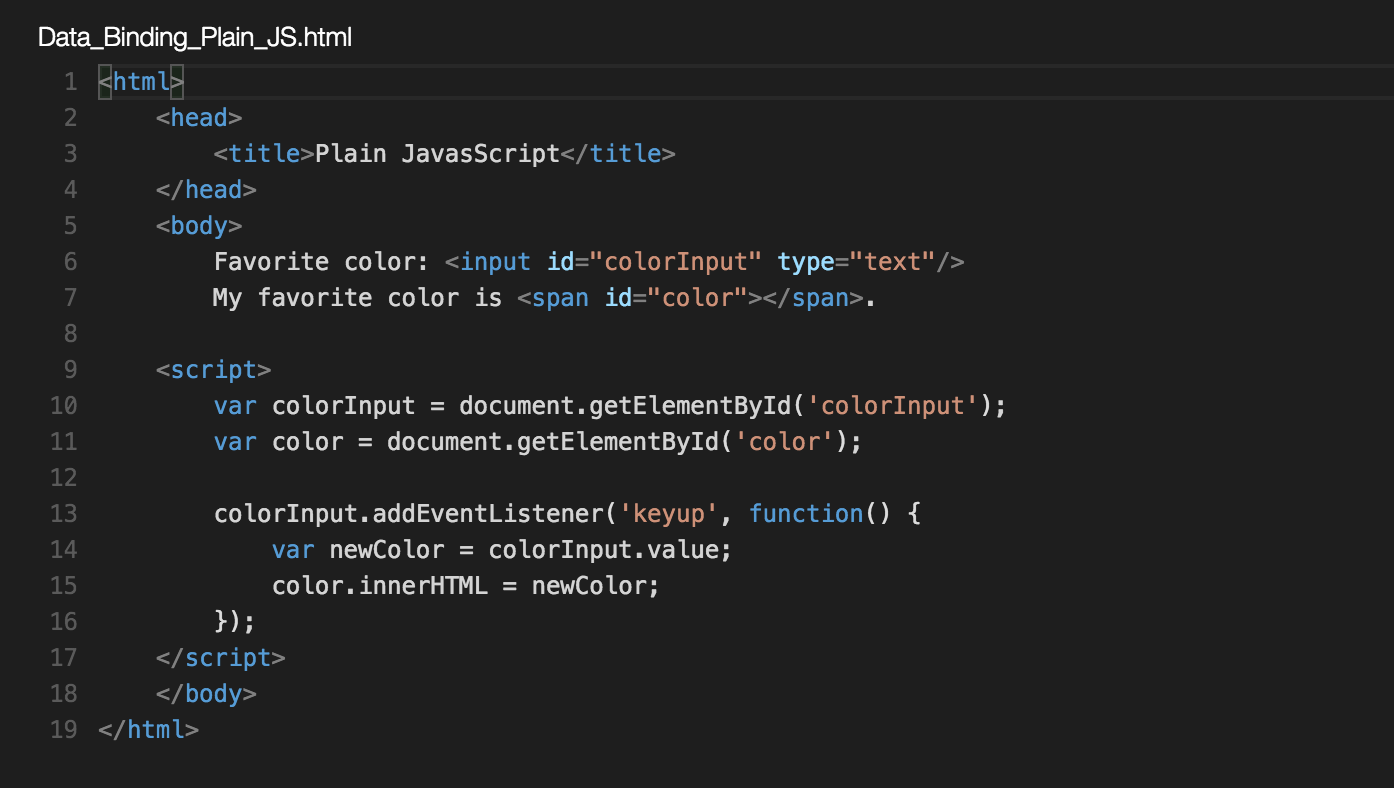 Data_Binding_Plain_JS.html
1 <html>
2     <head>
3         <title>Plain JavasScript</title>
4     </head>
5     <body>
6         Favorite color: <input id="colorInput" type="text"/>
7         My favorite color is <span id="color"></span>.
8
9     <script>
10         var colorInput = document.getElementById('colorInput');
11         var color = document.getElementById('color');
12
13         colorInput.addEventListener('keyup', function() {
14             var newColor = colorInput.value;
15             color.innerHTML = newColor;
16         });
17     </script>
18     </body>
19 </html>